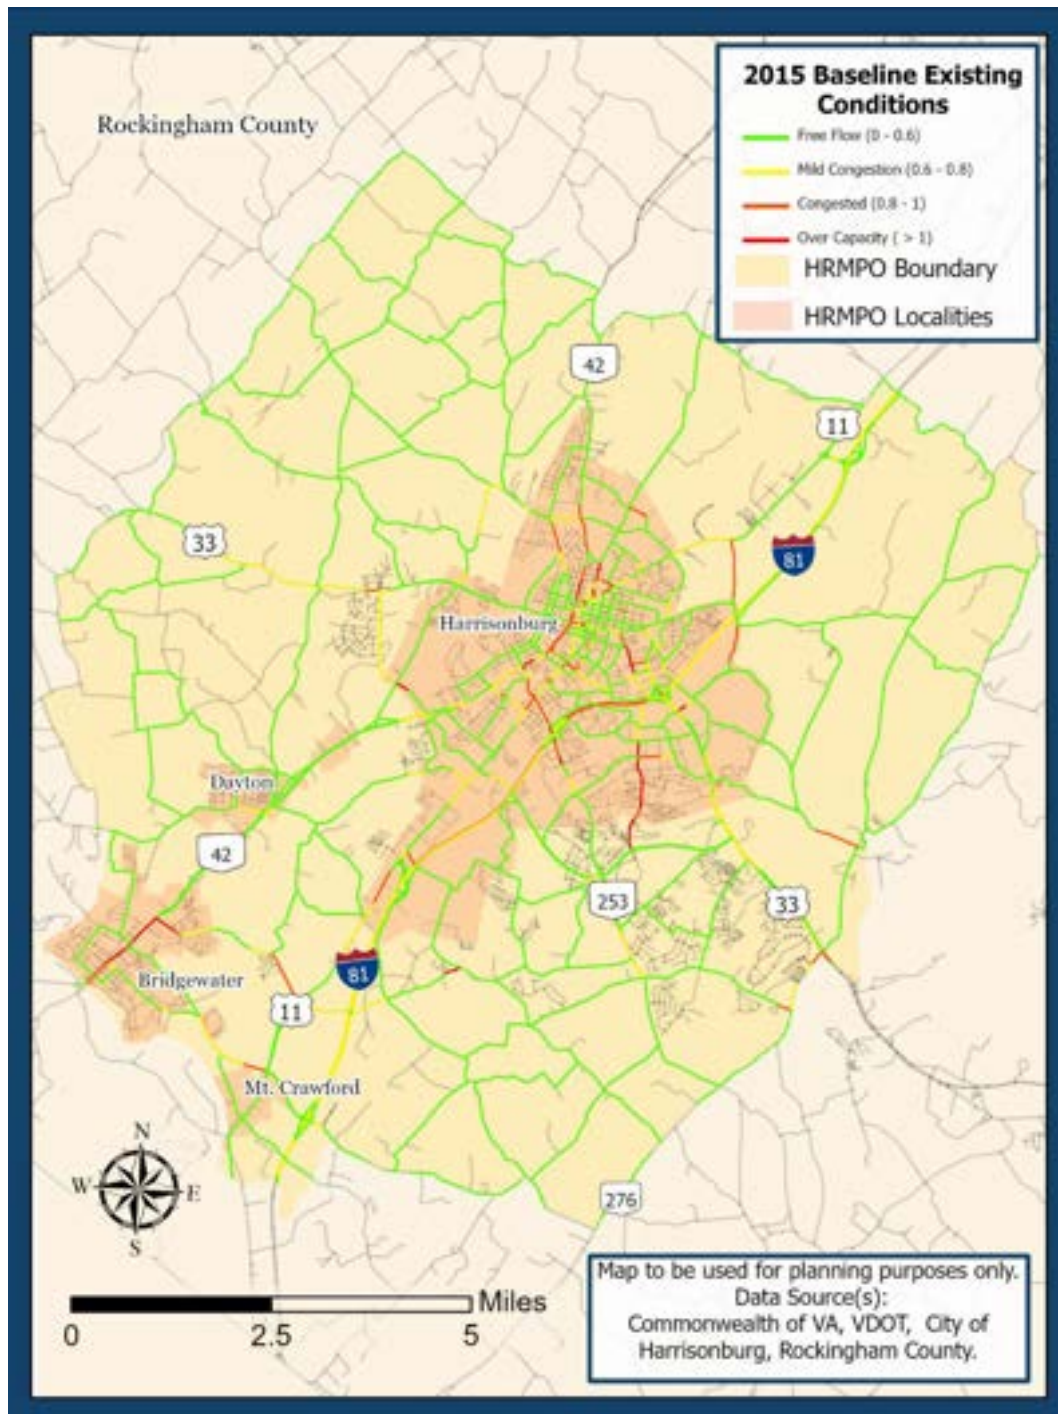 2015 Baseline Existing
Conditions
Free Flow (0 - 0.6)
Mild Congestion (0.6 - 0.8)
Congested (0.8 - 1)
Over Capacity ( > 1)
HRMPO Boundary
HRMPO Localities
Rockingham County
42
11
33
81
Harrisonburg
Dayton
42
253
33
Bridgewater
81
11
Mt. Crawford
N
W
E
S
276
Miles
0
2.5
5
Map to be used for planning purposes only.
Data Source(s):
Commonwealth of VA, VDOT, City of
Harrisonburg, Rockingham County.